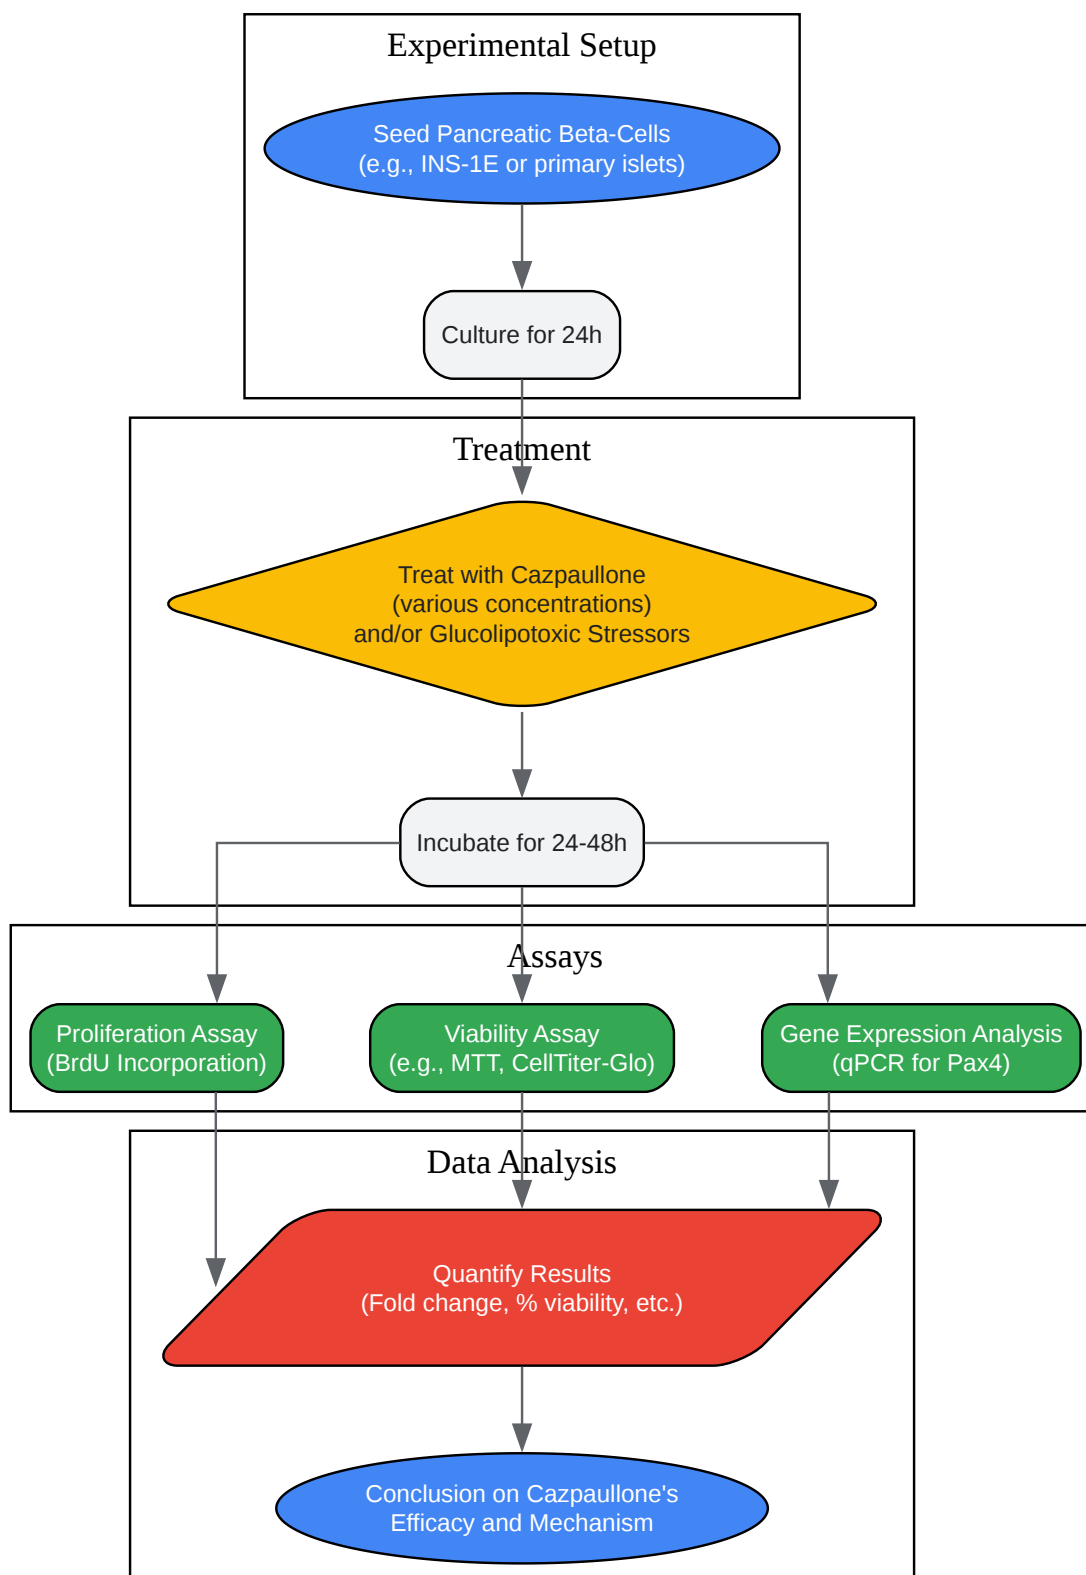 Experimental Setup
Seed Pancreatic Beta-Cells
(e.g., INS-1E or primary islets)
Culture for 24h
Treatment
Treat with Cazpaullone
(various concentrations)
and/or Glucolipotoxic Stressors
Incubate for 24-48h
Assays
Proliferation Assay
(BrdU Incorporation)
Viability Assay
(e.g., MTT, CellTiter-Glo)
Gene Expression Analysis
(qPCR for Pax4)
Data Analysis
Quantify Results
(Fold change, % viability, etc.)
Conclusion on Cazpaullone's
Efficacy and Mechanism